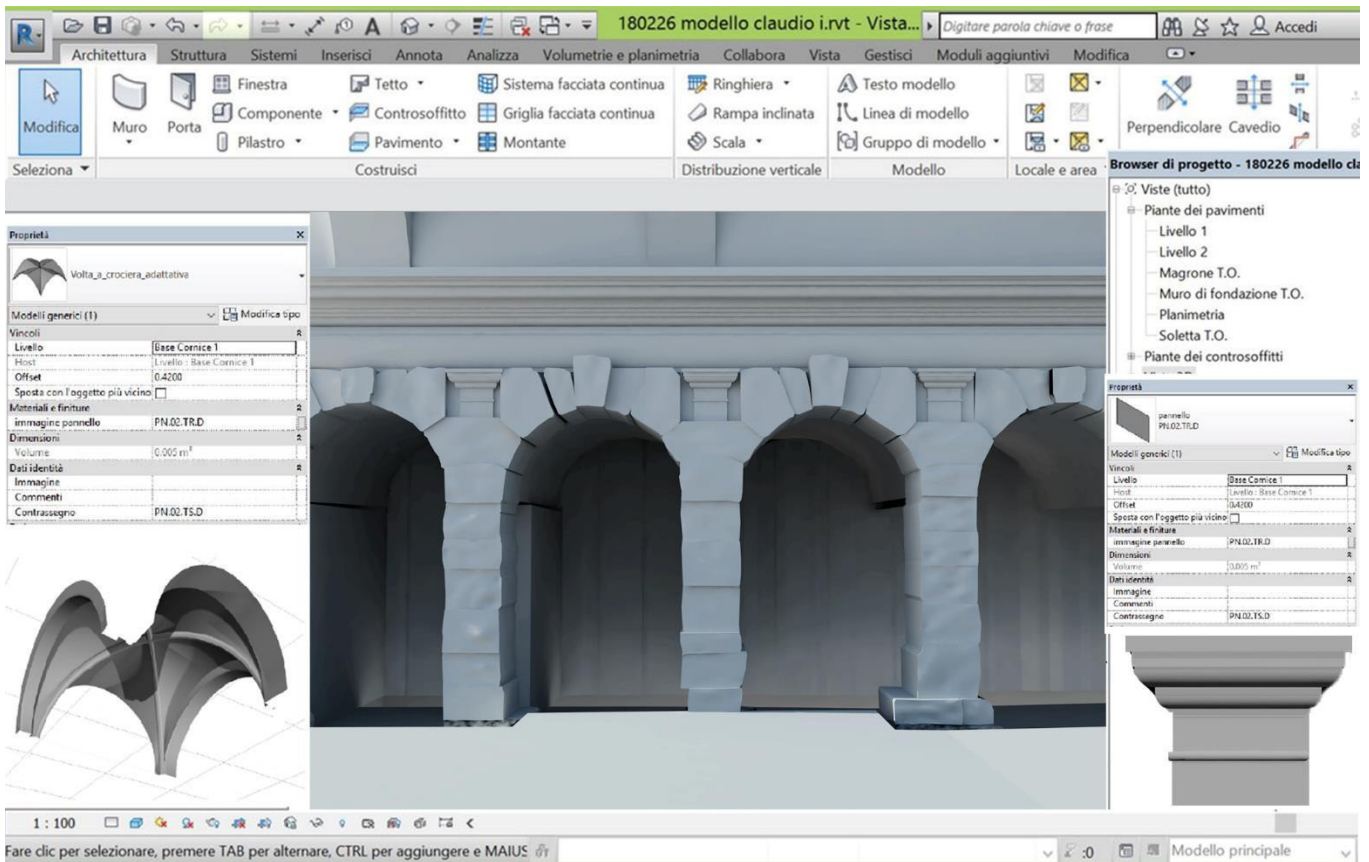 180226 modello claudio i.rvt - Vista...
Digitare parola chiave o frase
Accedi
Architettura Struttura Sistemi Inserisci Annota Analizza Volumetrie e planimetria Collabora Vista Gestisci Moduli aggiuntivi Modifica
Modifica
Muro
Porta
Finestra
Componente
Pilastro
Tetto
Controsoffitto
Pavimento
Sistema facciata continua
Griglia facciata continua
Montante
Ringhiera
Rampa inclinata
Scala
Testo modello
Linea di modello
Gruppo di modello
Perpendicolare Cavedio
Seleziona
Costruisci
Distribuzione verticale
Modello
Locale e area
Browser di progetto - 180226 modello cla
Viste (tutto)
Piante dei pavimenti
Livello 1
Livello 2
Magrone T.O.
Muro di fondazione T.O.
Planimetria
Soletta T.O.
Piante dei controsoffitti
Proprietà
Volta_a_crociera_adattativa
Modelli generici (1) Modifica tipo
Vincoli
Livello Base Cornice 1
Host Livello : Base Cornice 1
Offset 0.4200
Sposta con l'oggetto più vicino
Materiali e finiture
immagine pannello PN.02.TR.D
Dimensioni
Volume 0.005 m³
Dati identità
Immagine
Commenti
Contrassegno PN.02.TS.D
Proprietà
pannello
PN.02.TR.D
Modelli generici (1) Modifica tipo
Vincoli
Livello Base Cornice 1
Host Livello : Base Cornice 1
Offset 0.4200
Sposta con l'oggetto più vicino
Materiali e finiture
immagine pannello PN.02.TR.D
Dimensioni
Volume 0.005 m³
Dati identità
Immagine
Commenti
Contrassegno PN.02.TS.D
1 : 100
Fare clic per selezionare, premere TAB per alternare, CTRL per aggiungere e MAIUS
:0
Modello principale